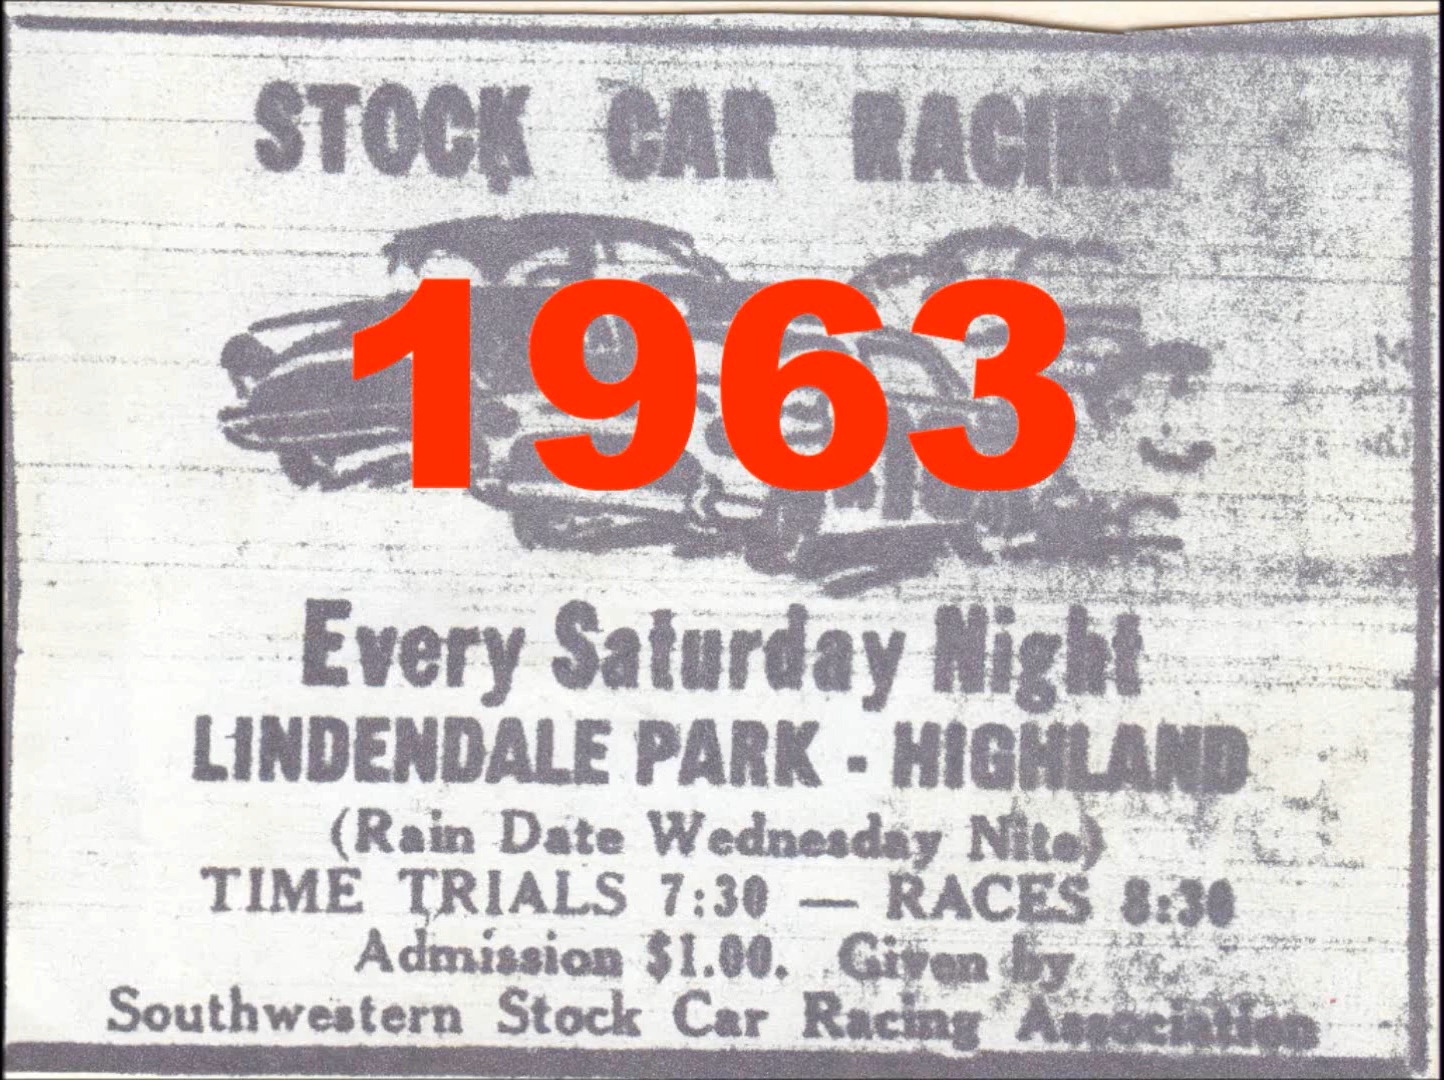 STOCK CAR RACING
1963
Every Saturday Night
LINDENDALE PARK - HIGHLAND
(Rain Date Wednesday Nite)
TIME TRIALS 7:30 — RACES 8:30
Admission $1.00. Given by
Southwestern Stock Car Racing Association